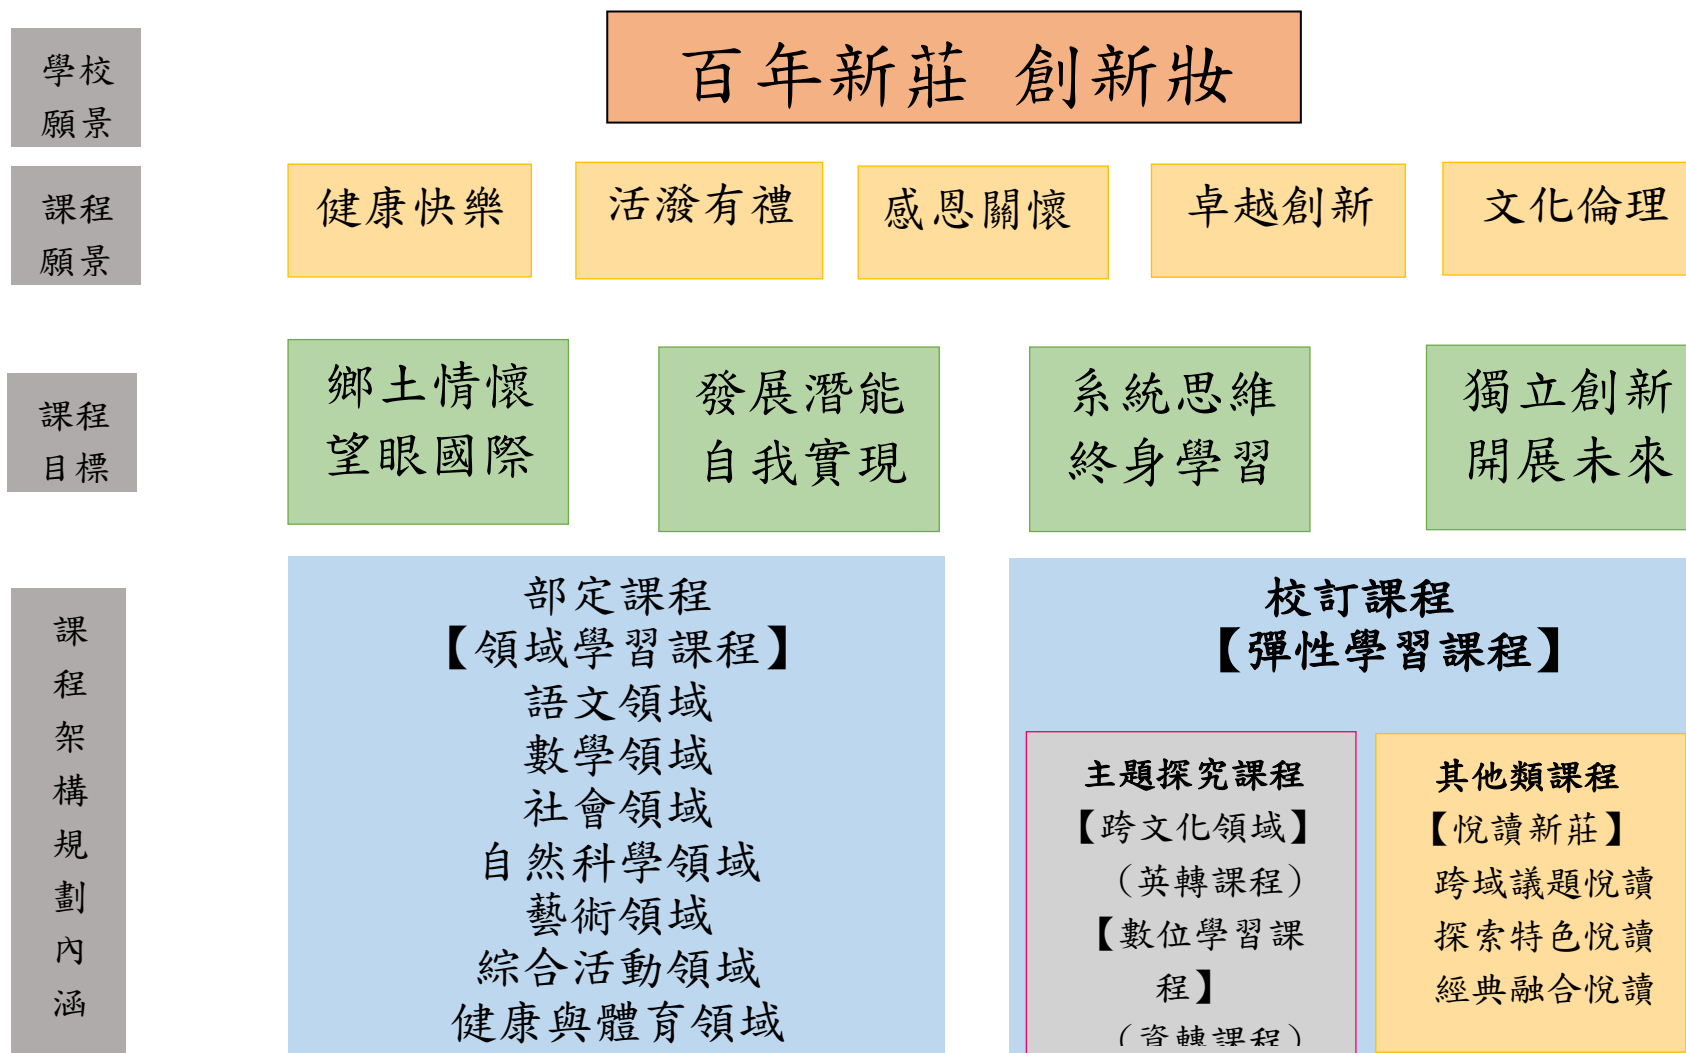 學校
願景
百年新莊 創新妝
課程
願景
健康快樂
活潑有禮
感恩關懷
卓越創新
文化倫理
課程
目標
鄉土情懷
望眼國際
發展潛能
自我實現
系統思維
終身學習
獨立創新
開展未來
課
程
架
構
規
劃
內
涵
部定課程
【領域學習課程】
語文領域
數學領域
社會領域
自然科學領域
藝術領域
綜合活動領域
健康與體育領域
校訂課程
【彈性學習課程】
主題探究課程
【跨文化領域】
(英轉課程)
【數位學習課
程】
(資轉課程)
其他類課程
【悅讀新莊】
跨域議題悅讀
探索特色悅讀
經典融合悅讀